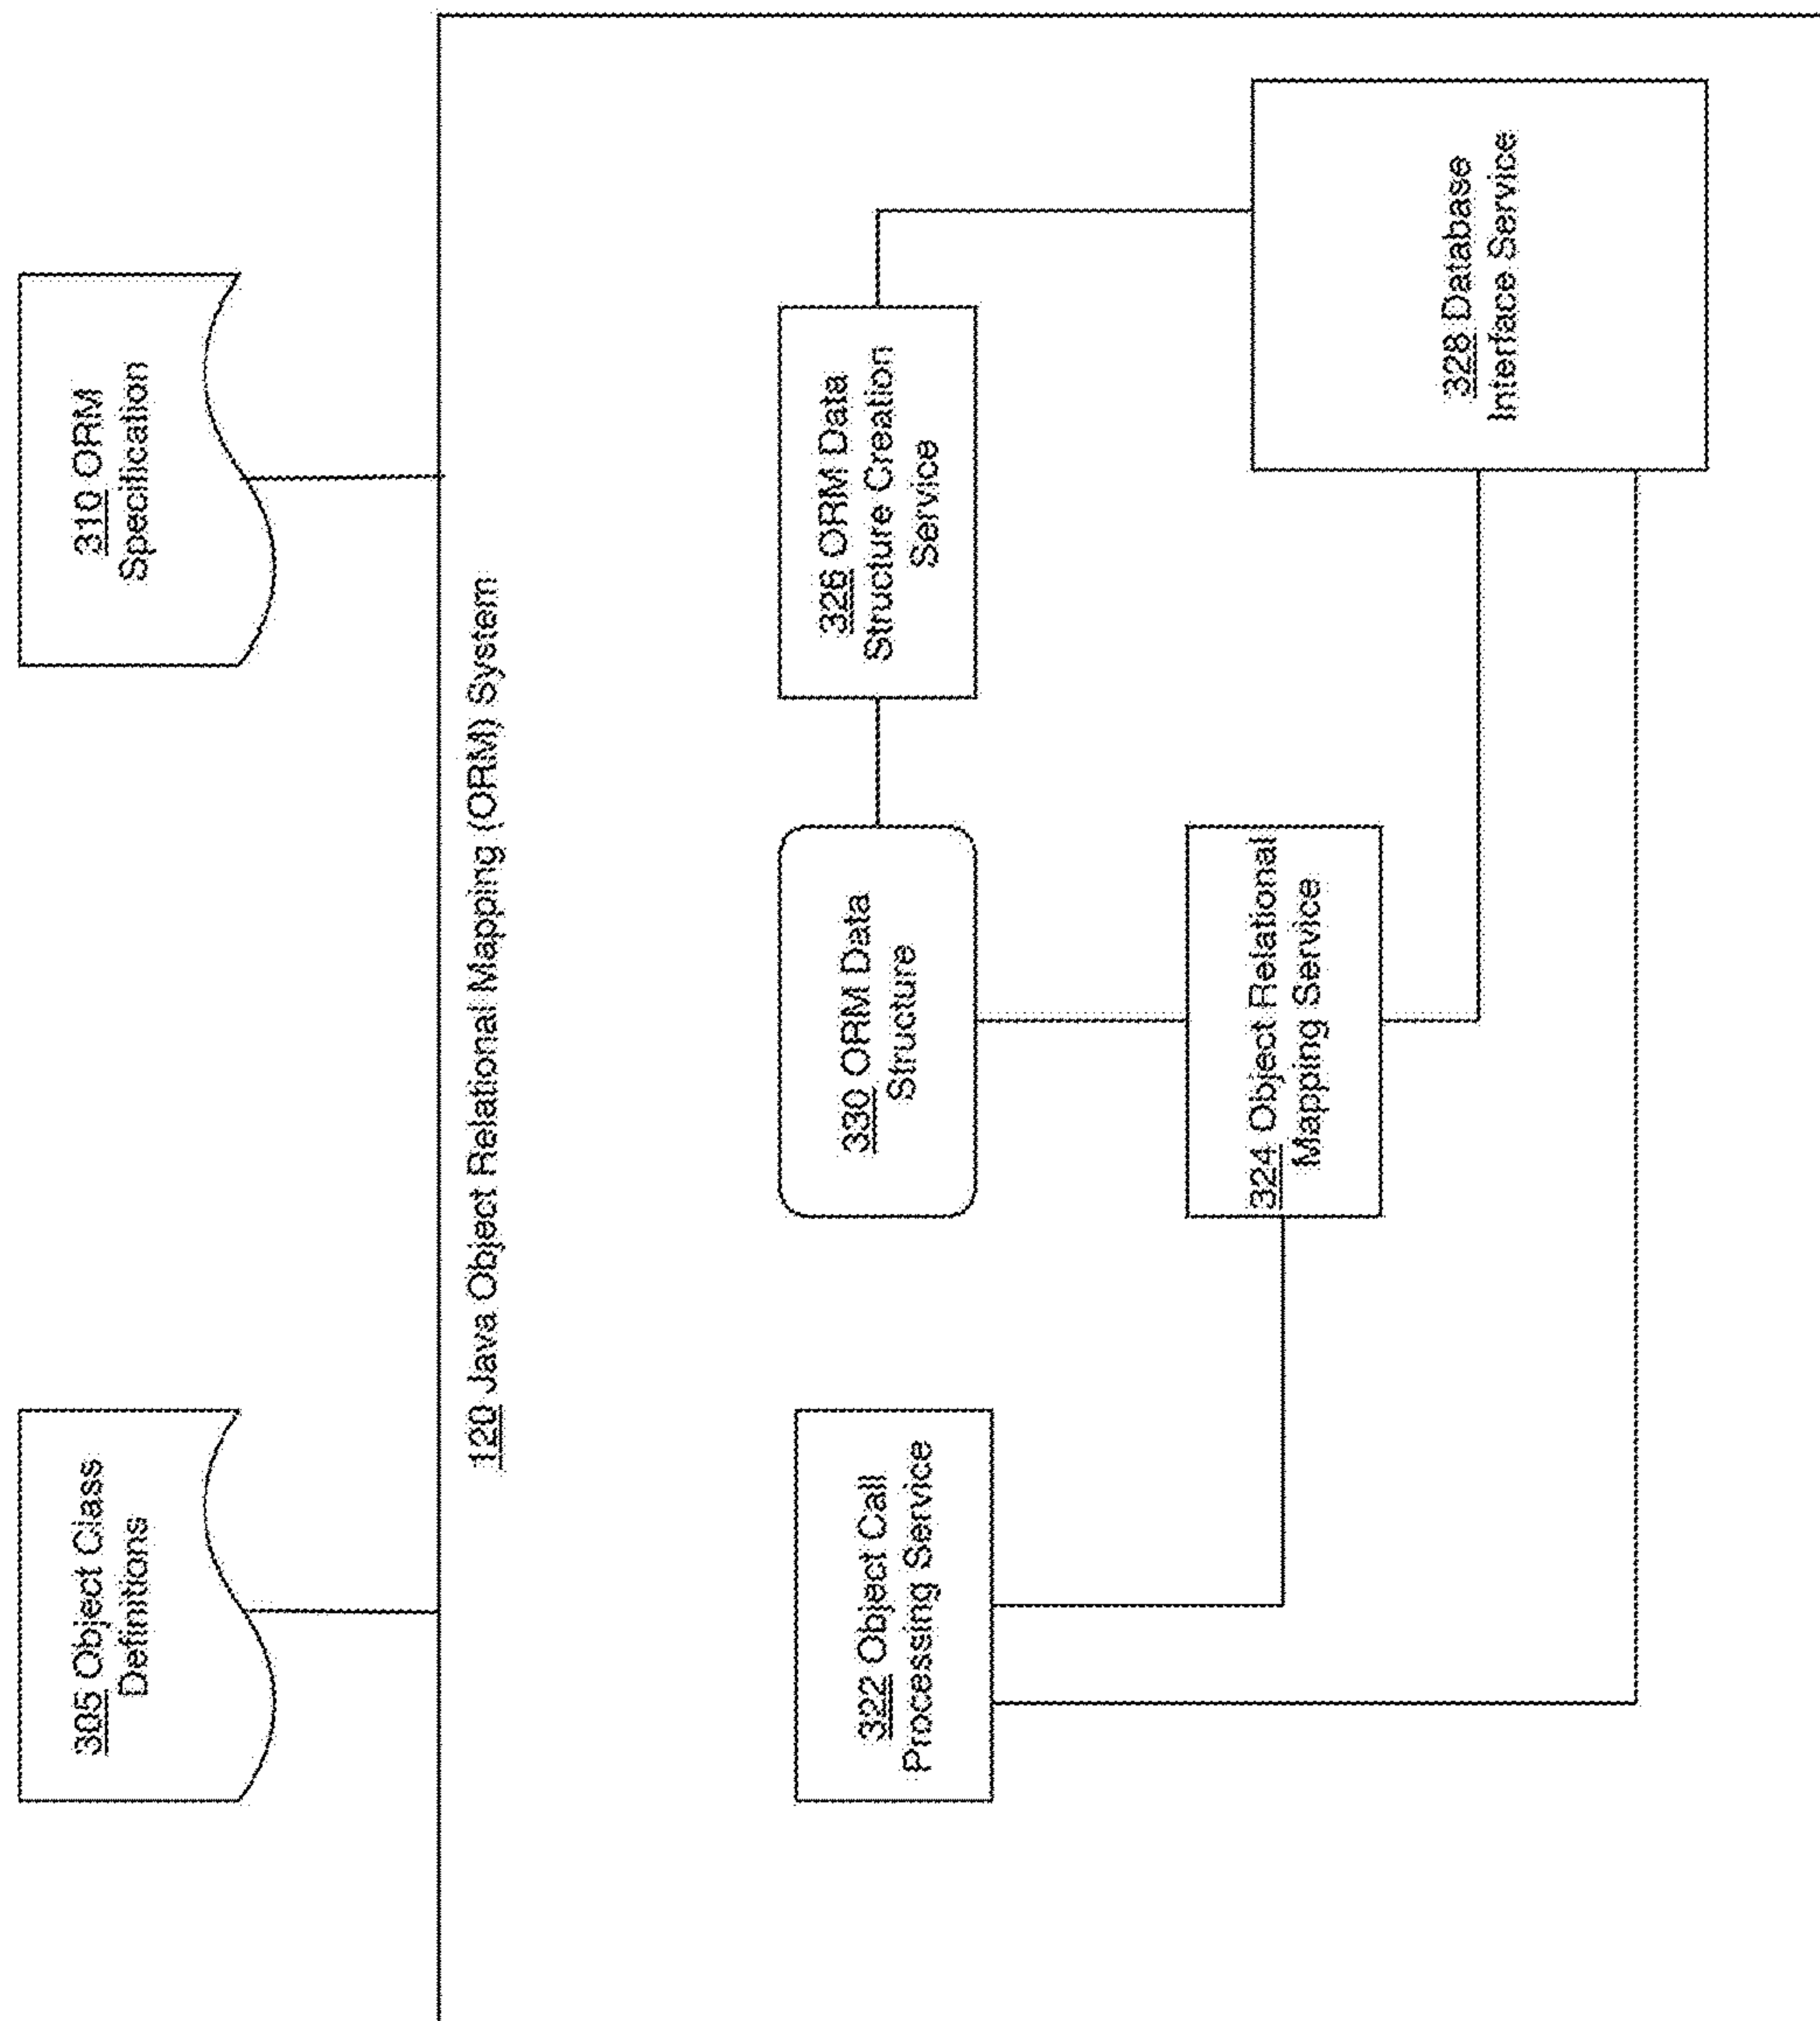 305 Object Class
Definitions
310 ORM
Specification
120 Java Object Relational Mapping (ORM) System
322 Object Call
Processing Service
330 ORM Data
Structure
326 ORM Data
Structure Creation
Service
324 Object Relational
Mapping Service
328 Database
Interface Service